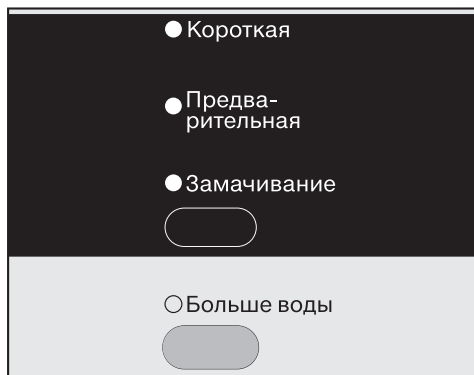 Короткая
Предва-
рительная
Замачивание
Больше воды